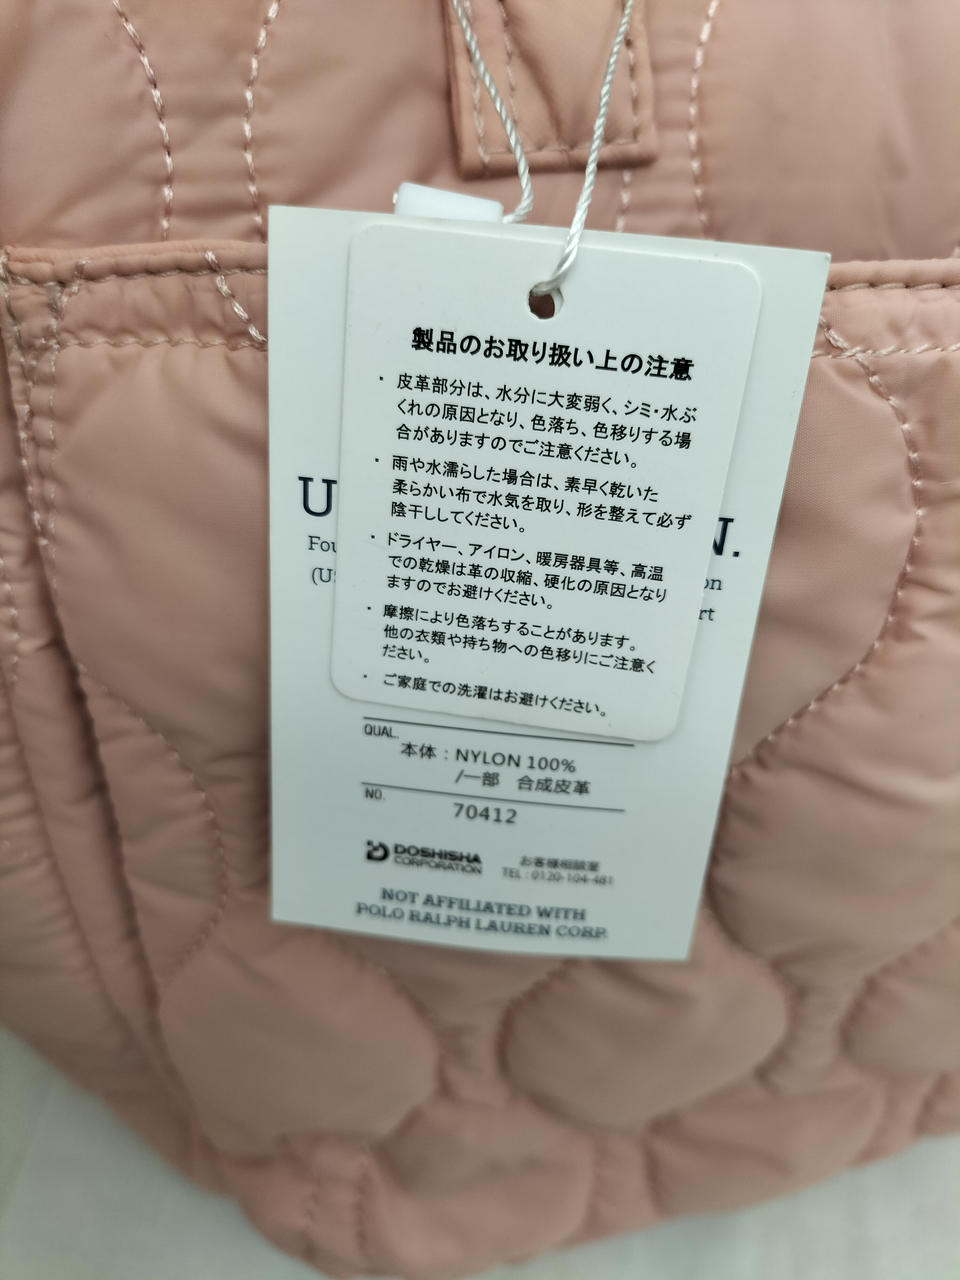 製品のお取り扱い上の注意
・ 皮革部分は、水分に大変弱く、シミ・水ぶ
くれの原因となり、色落ち、色移りする場
合がありますのでご注意ください。
・ 雨や水濡らした場合は、素早く乾いた
柔らかい布で水気を取り、形を整えて必ず
陰干ししてください。
・ ドライヤー、アイロン、暖房器具等、高温
での乾燥は革の収縮、硬化の原因となり
ますのでお避けください。
・ 摩擦により色落ちすることがあります。
他の衣類や持ち物への色移りにご注意く
ださい。
・ ご家庭での洗濯はお避けください。
QUAL.
本体：NYLON 100%
/一部 合成皮革
NO.
70412
DOSHISHA
CORPORATION
お客様相談室
TEL：0120-104-481
NOT AFFILIATED WITH
POLO RALPH LAUREN CORP.